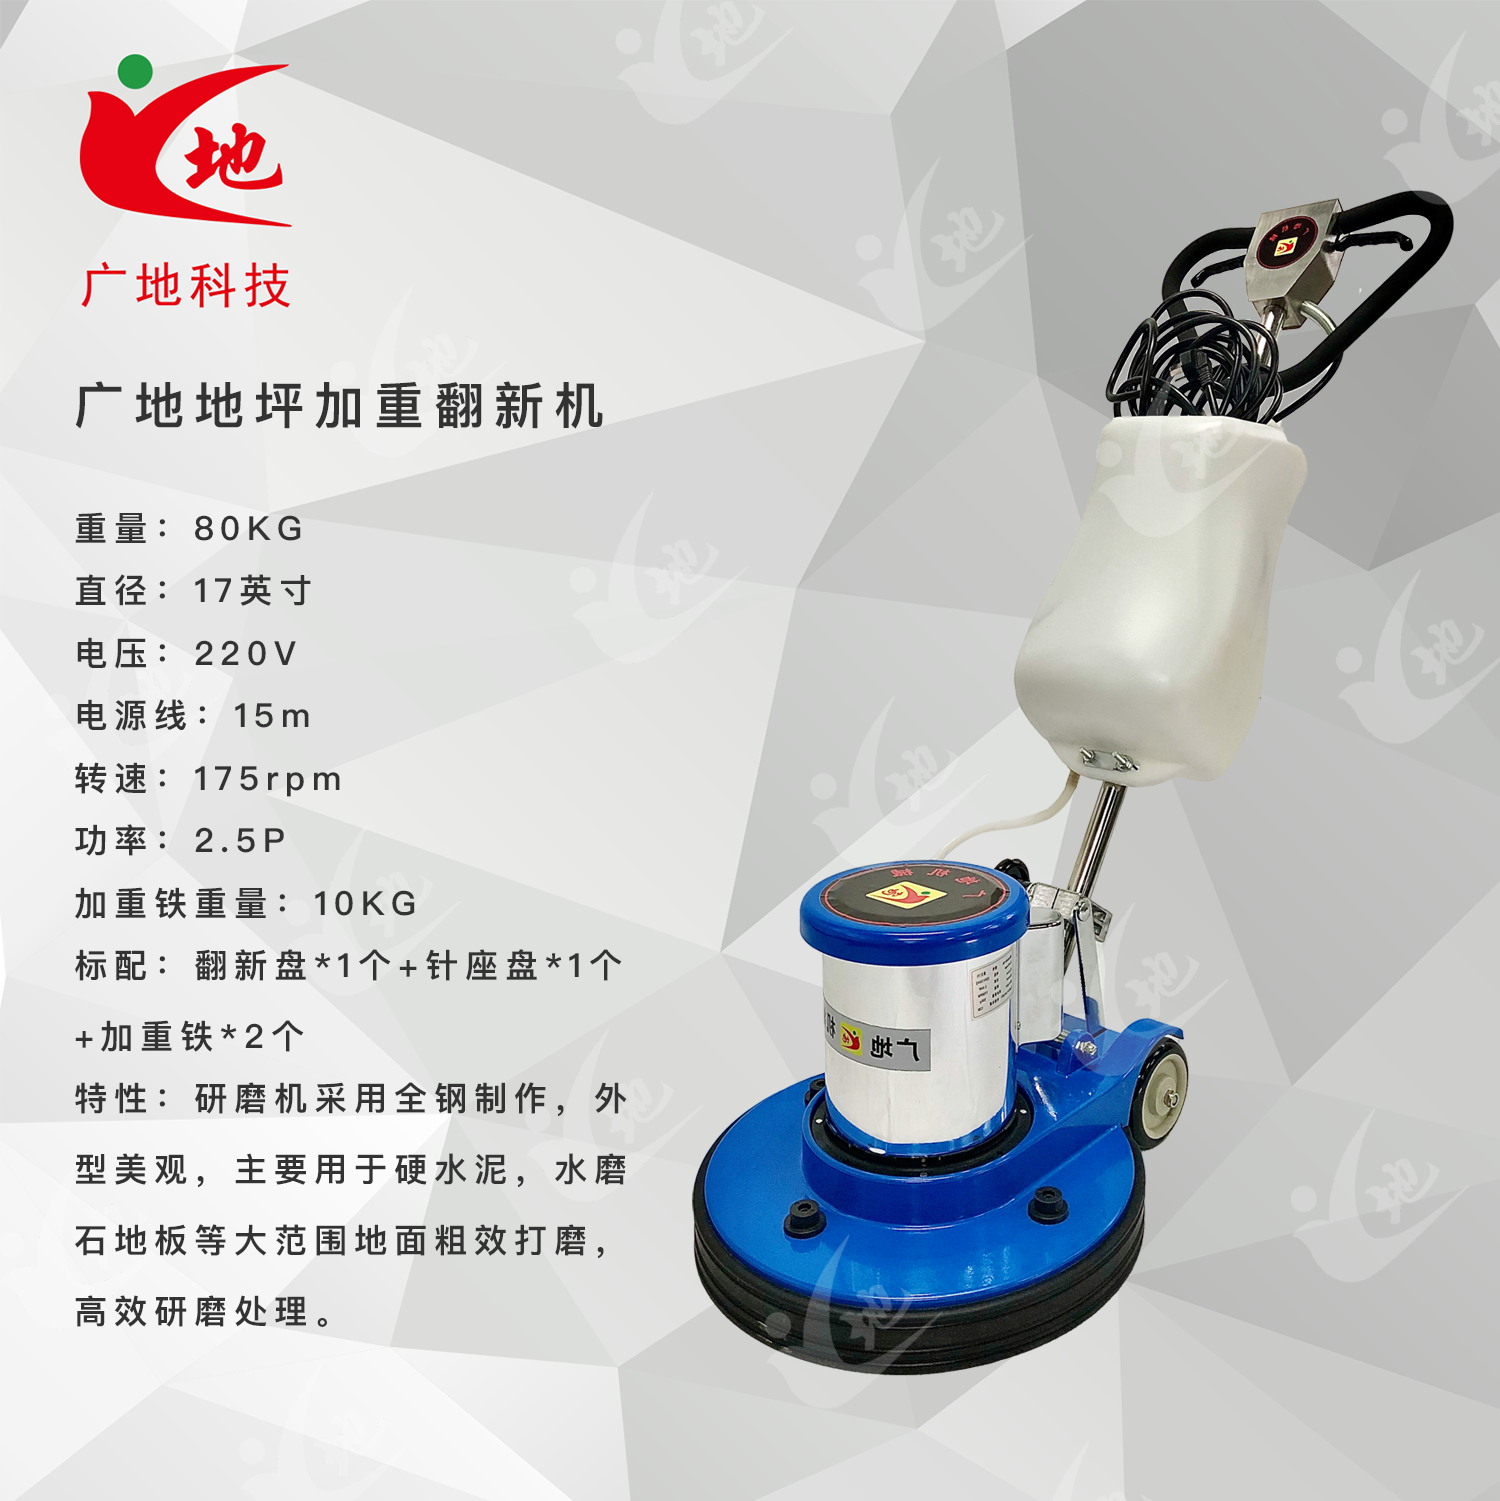 地
广地科技
广地地坪加重翻新机
重量：80KG
直径：17英寸
电压：220V
电源线：15m
转速：175rpm
功率：2.5P
加重铁重量：10KG
标配：翻新盘*1个+针座盘*1个
+加重铁*2个
特性：研磨机采用全钢制作，外
型美观，主要用于硬水泥，水磨
石地板等大范围地面粗效打磨，
高效研磨处理。